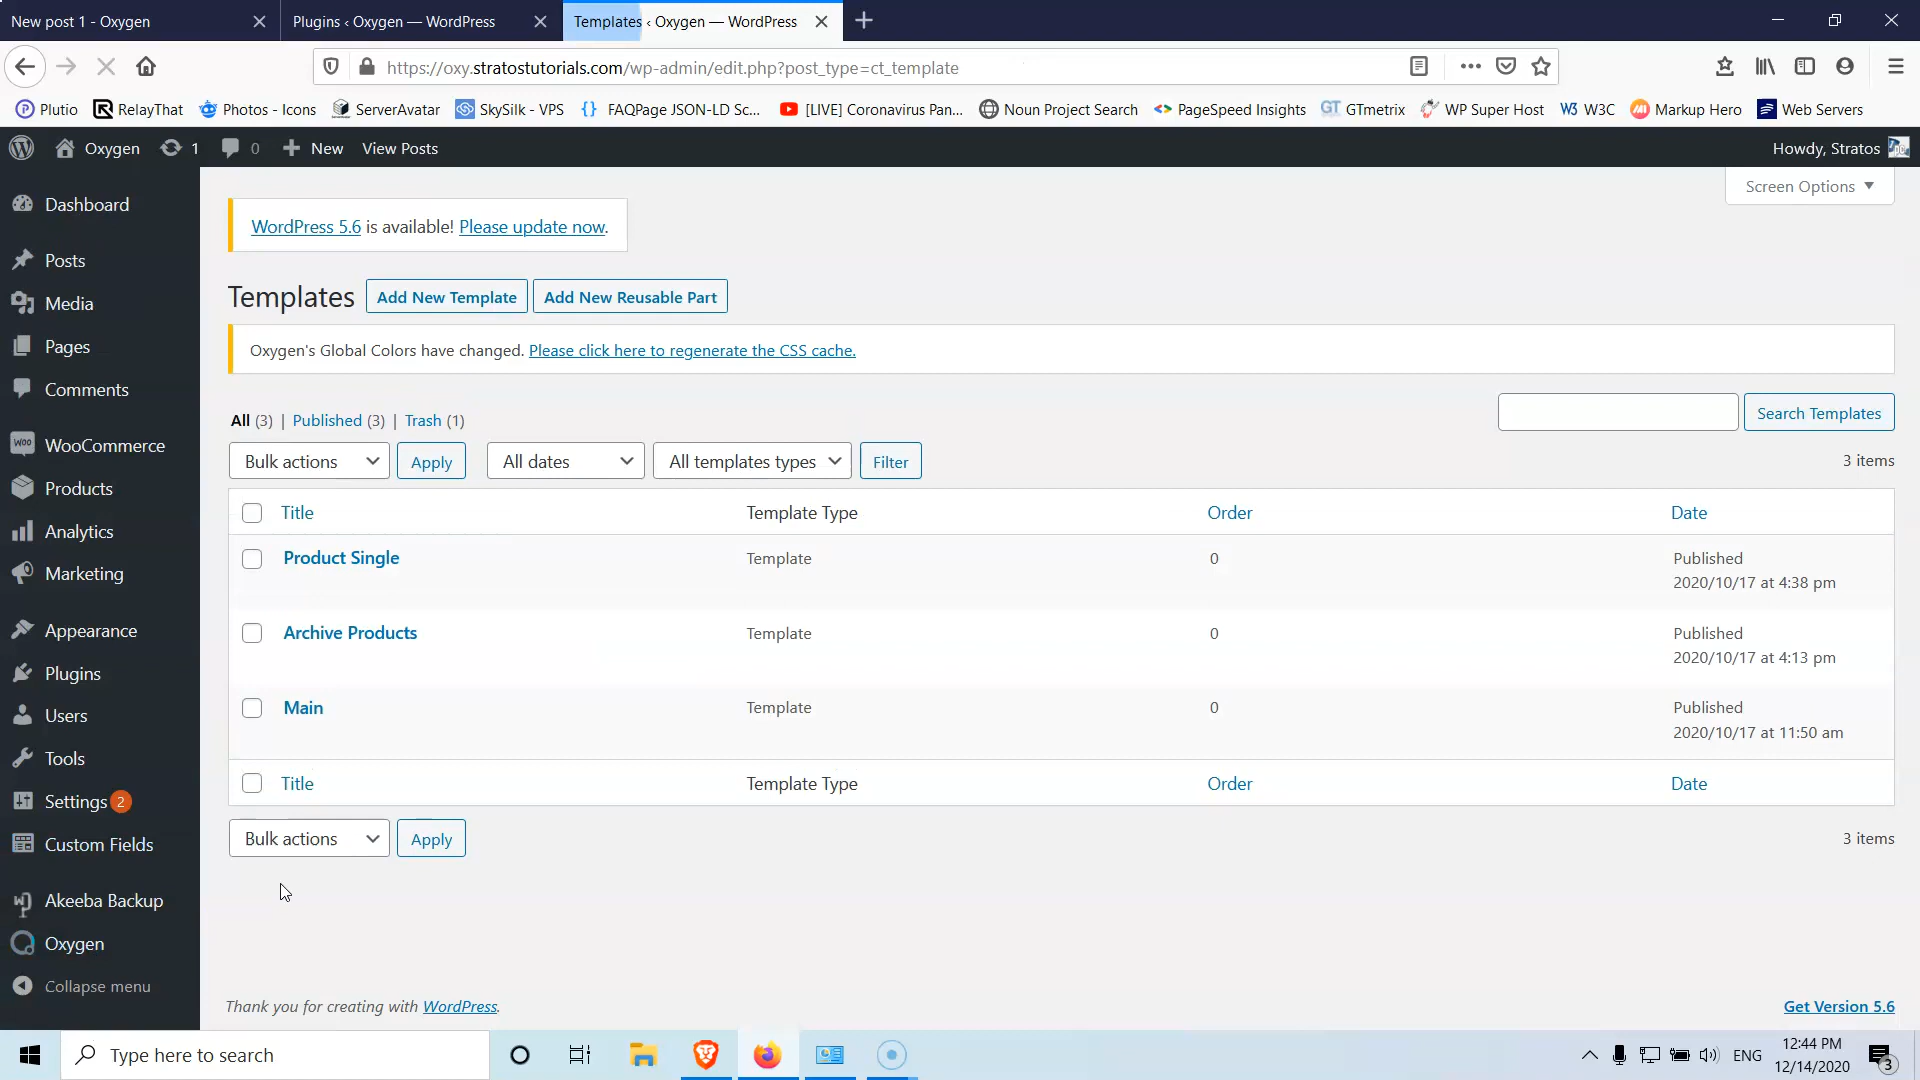 New post 1 - Oxygen
Plugins ‹ Oxygen — WordPress
Templates ‹ Oxygen — WordPress
https://oxy.stratostutorials.com/wp-admin/edit.php?post_type=ct_template
Plutio
RelayThat
Photos - Icons
ServerAvatar
SkySilk - VPS
{} FAQPage JSON-LD Sc...
[LIVE] Coronavirus Pan...
Noun Project Search
PageSpeed Insights
GT GTmetrix
WP Super Host
W3 W3C
Markup Hero
Web Servers
Oxygen
1
0
New
View Posts
Howdy, Stratos
Dashboard
Posts
Media
Pages
Comments
WOO WooCommerce
Products
Analytics
Marketing
Appearance
Plugins
Users
Tools
Settings 2
Custom Fields
Akeeba Backup
Oxygen
Collapse menu
Screen Options
WordPress 5.6 is available! Please update now.
Templates Add New Template Add New Reusable Part
Oxygen's Global Colors have changed. Please click here to regenerate the CSS cache.
All (3) | Published (3) | Trash (1)
Search Templates
Bulk actions Apply All dates All templates types Filter
3 items
Title Template Type Order Date
Product Single Template 0 Published
2020/10/17 at 4:38 pm
Archive Products Template 0 Published
2020/10/17 at 4:13 pm
Main Template 0 Published
2020/10/17 at 11:50 am
Title Template Type Order Date
Bulk actions Apply
3 items
Thank you for creating with WordPress.
Get Version 5.6
Type here to search
ENG
12:44 PM
12/14/2020
3